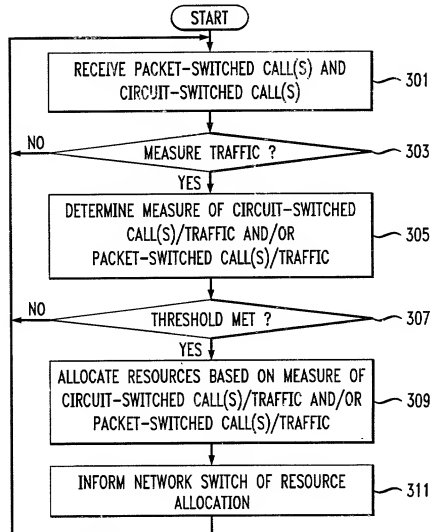 START
RECEIVE PACKET-SWITCHED CALL(S) AND
CIRCUIT-SWITCHED CALL(S)
301
NO
MEASURE TRAFFIC ?
303
YES
DETERMINE MEASURE OF CIRCUIT-SWITCHED
CALL(S)/TRAFFIC AND/OR
PACKET-SWITCHED CALL(S)/TRAFFIC
305
NO
THRESHOLD MET ?
307
YES
ALLOCATE RESOURCES BASED ON MEASURE OF
CIRCUIT-SWITCHED CALL(S)/TRAFFIC AND/OR
PACKET-SWITCHED CALL(S)/TRAFFIC
309
INFORM NETWORK SWITCH OF RESOURCE
ALLOCATION
311